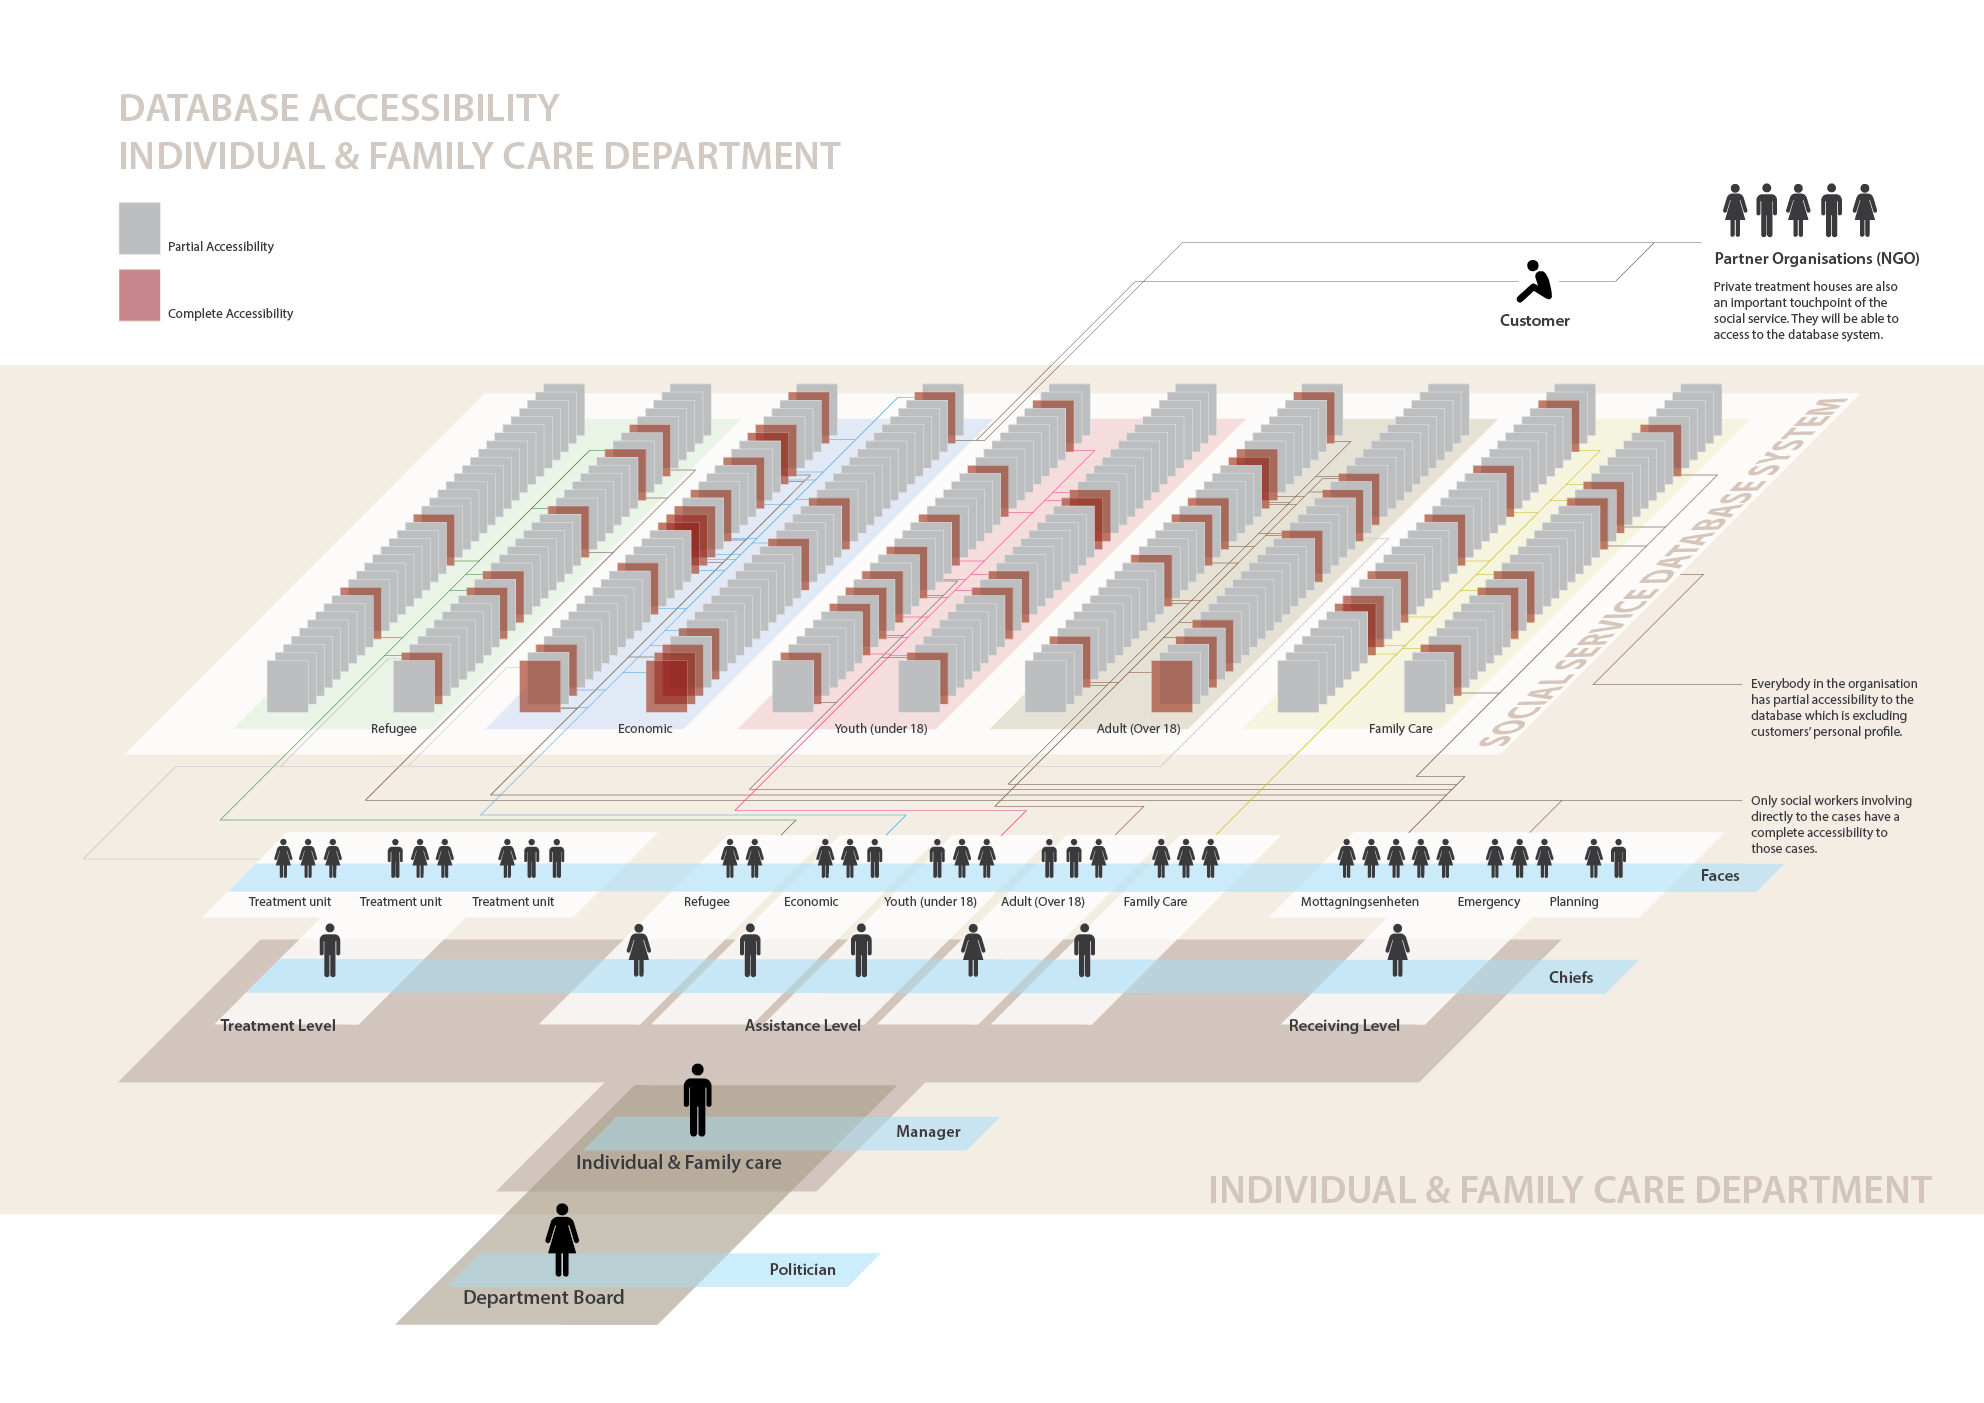 DATABASE ACCESSIBILITY
INDIVIDUAL & FAMILY CARE DEPARTMENT
Partial Accessibility
Complete Accessibility
Partner Organisations (NGO)
Private treatment houses are also
an important touchpoint of the
social service. They will be able to
access to the database system.
Customer
SOCIAL SERVICE DATABASE SYSTEM
Everybody in the organisation
has partial accessibility to the
database which is excluding
customers' personal profile.
Refugee
Economic
Youth (under 18)
Adult (Over 18)
Family Care
Only social workers involving
directly to the cases have a
complete accessibility to
those cases.
Faces
Treatment unit
Treatment unit
Treatment unit
Refugee
Economic
Youth (under 18)
Adult (Over 18)
Family Care
Mottagningsenheten
Emergency
Planning
Chiefs
Treatment Level
Assistance Level
Receiving Level
Manager
Individual & Family care
INDIVIDUAL & FAMILY CARE DEPARTMENT
Politician
Department Board